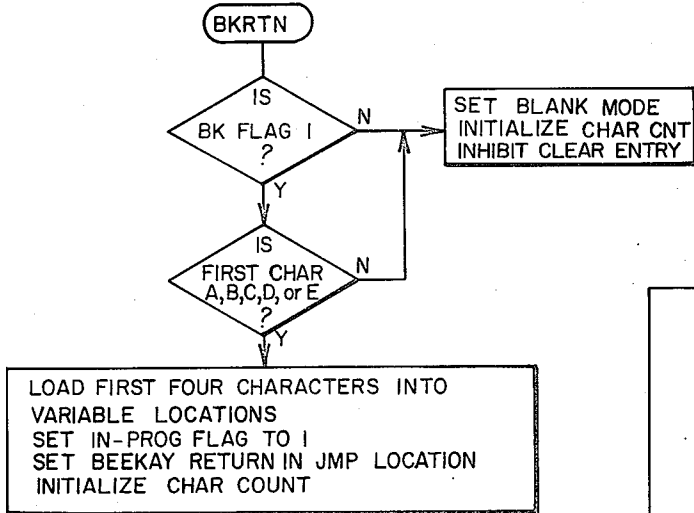 BKRTN
IS
BK FLAG 1
?
N
Y
SET BLANK MODE
INITIALIZE CHAR CNT
INHIBIT CLEAR ENTRY
IS
FIRST CHAR
A,B,C,D, or E
?
N
Y
LOAD FIRST FOUR CHARACTERS INTO
VARIABLE LOCATIONS
SET IN-PROG FLAG TO 1
SET BEEKAY RETURN IN JMP LOCATION
INITIALIZE CHAR COUNT